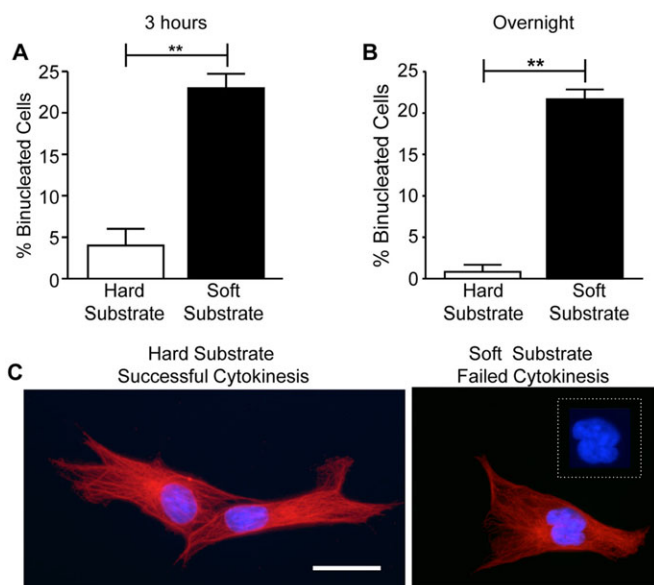 3 hours
A
**
25
20
15
10
5
0
% Binucleated Cells
Hard
Substrate
Soft
Substrate
Overnight
B
**
25
20
15
10
5
0
% Binucleated Cells
Hard
Substrate
Soft
Substrate
C
Hard Substrate
Successful Cytokinesis
Soft Substrate
Failed Cytokinesis